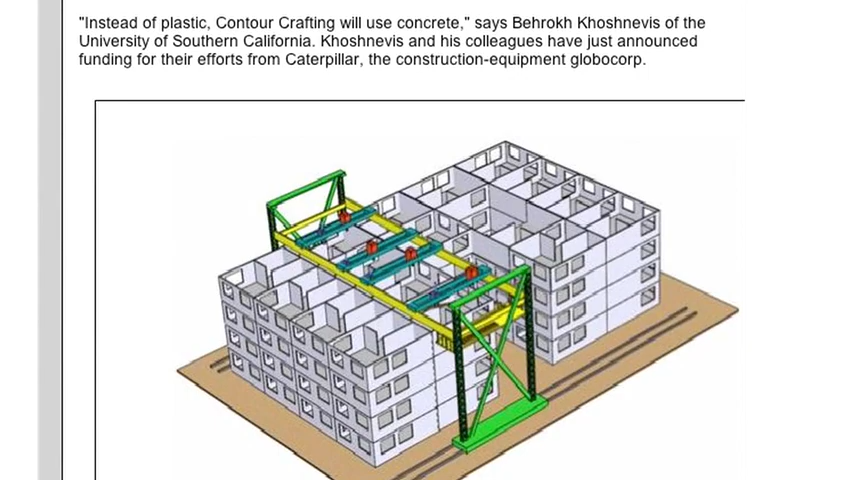 "Instead of plastic, Contour Crafting will use concrete," says Behrokh Khoshnevis of the
University of Southern California. Khoshnevis and his colleagues have just announced
funding for their efforts from Caterpillar, the construction-equipment globocorp.